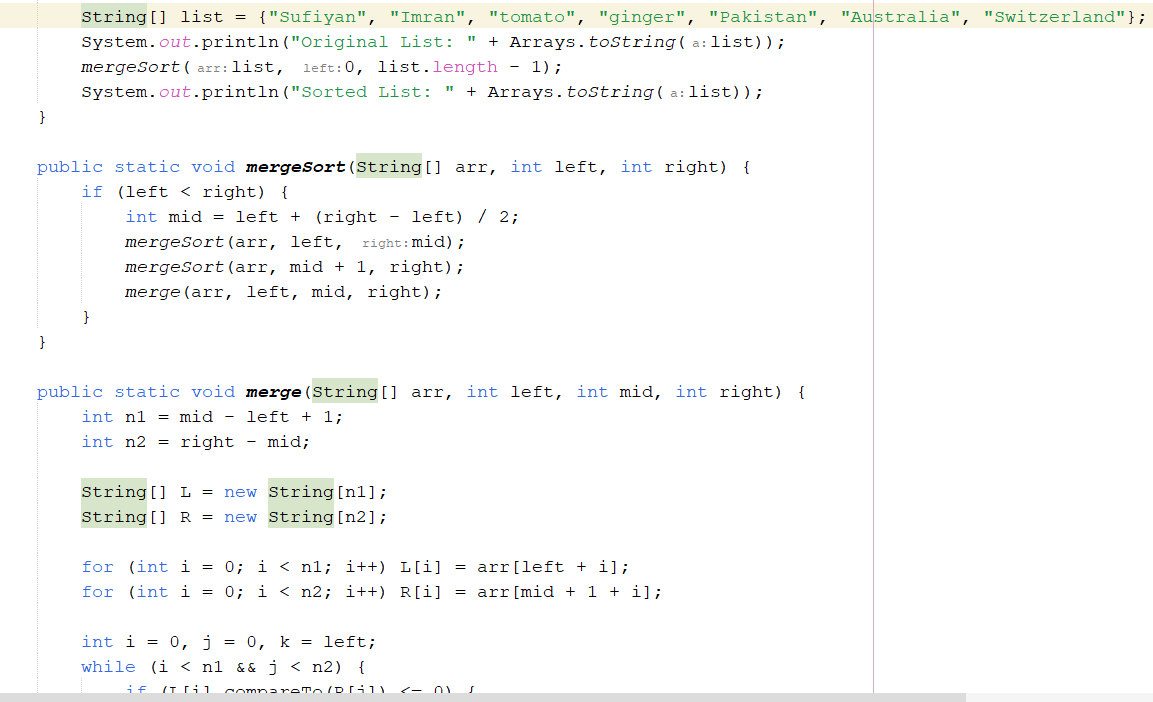 String[] list = {"Sufiyan", "Imran", "tomato", "ginger", "Pakistan", "Australia", "Switzerland"};
System.out.println("Original List: " + Arrays.toString( a: list));
mergeSort( arr: list, left: 0, list.length - 1);
System.out.println("Sorted List: " + Arrays.toString( a: list));
}
public static void mergeSort(String[] arr, int left, int right) {
if (left < right) {
int mid = left + (right - left) / 2;
mergeSort(arr, left, right: mid);
mergeSort(arr, mid + 1, right);
merge(arr, left, mid, right);
}
}
public static void merge(String[] arr, int left, int mid, int right) {
int n1 = mid - left + 1;
int n2 = right - mid;
String[] L = new String[n1];
String[] R = new String[n2];
for (int i = 0; i < n1; i++) L[i] = arr[left + i];
for (int i = 0; i < n2; i++) R[i] = arr[mid + 1 + i];
int i = 0, j = 0, k = left;
while (i < n1 && j < n2) {
if (L[i].compareTo(R[j]) <= 0) {